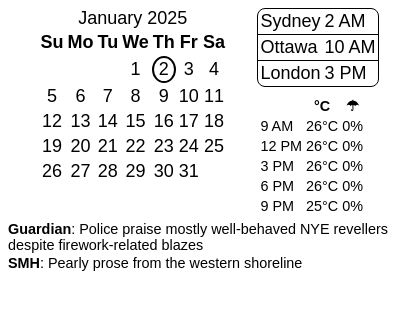 January 2025
Su Mo Tu We Th Fr Sa
1 2 3 4
5 6 7 8 9 10 11
12 13 14 15 16 17 18
19 20 21 22 23 24 25
26 27 28 29 30 31
Sydney 2 AM
Ottawa 10 AM
London 3 PM
°C ☂
9 AM 26°C 0%
12 PM 26°C 0%
3 PM 26°C 0%
6 PM 26°C 0%
9 PM 25°C 0%
Guardian: Police praise mostly well-behaved NYE revellers
despite firework-related blazes
SMH: Pearly prose from the western shoreline